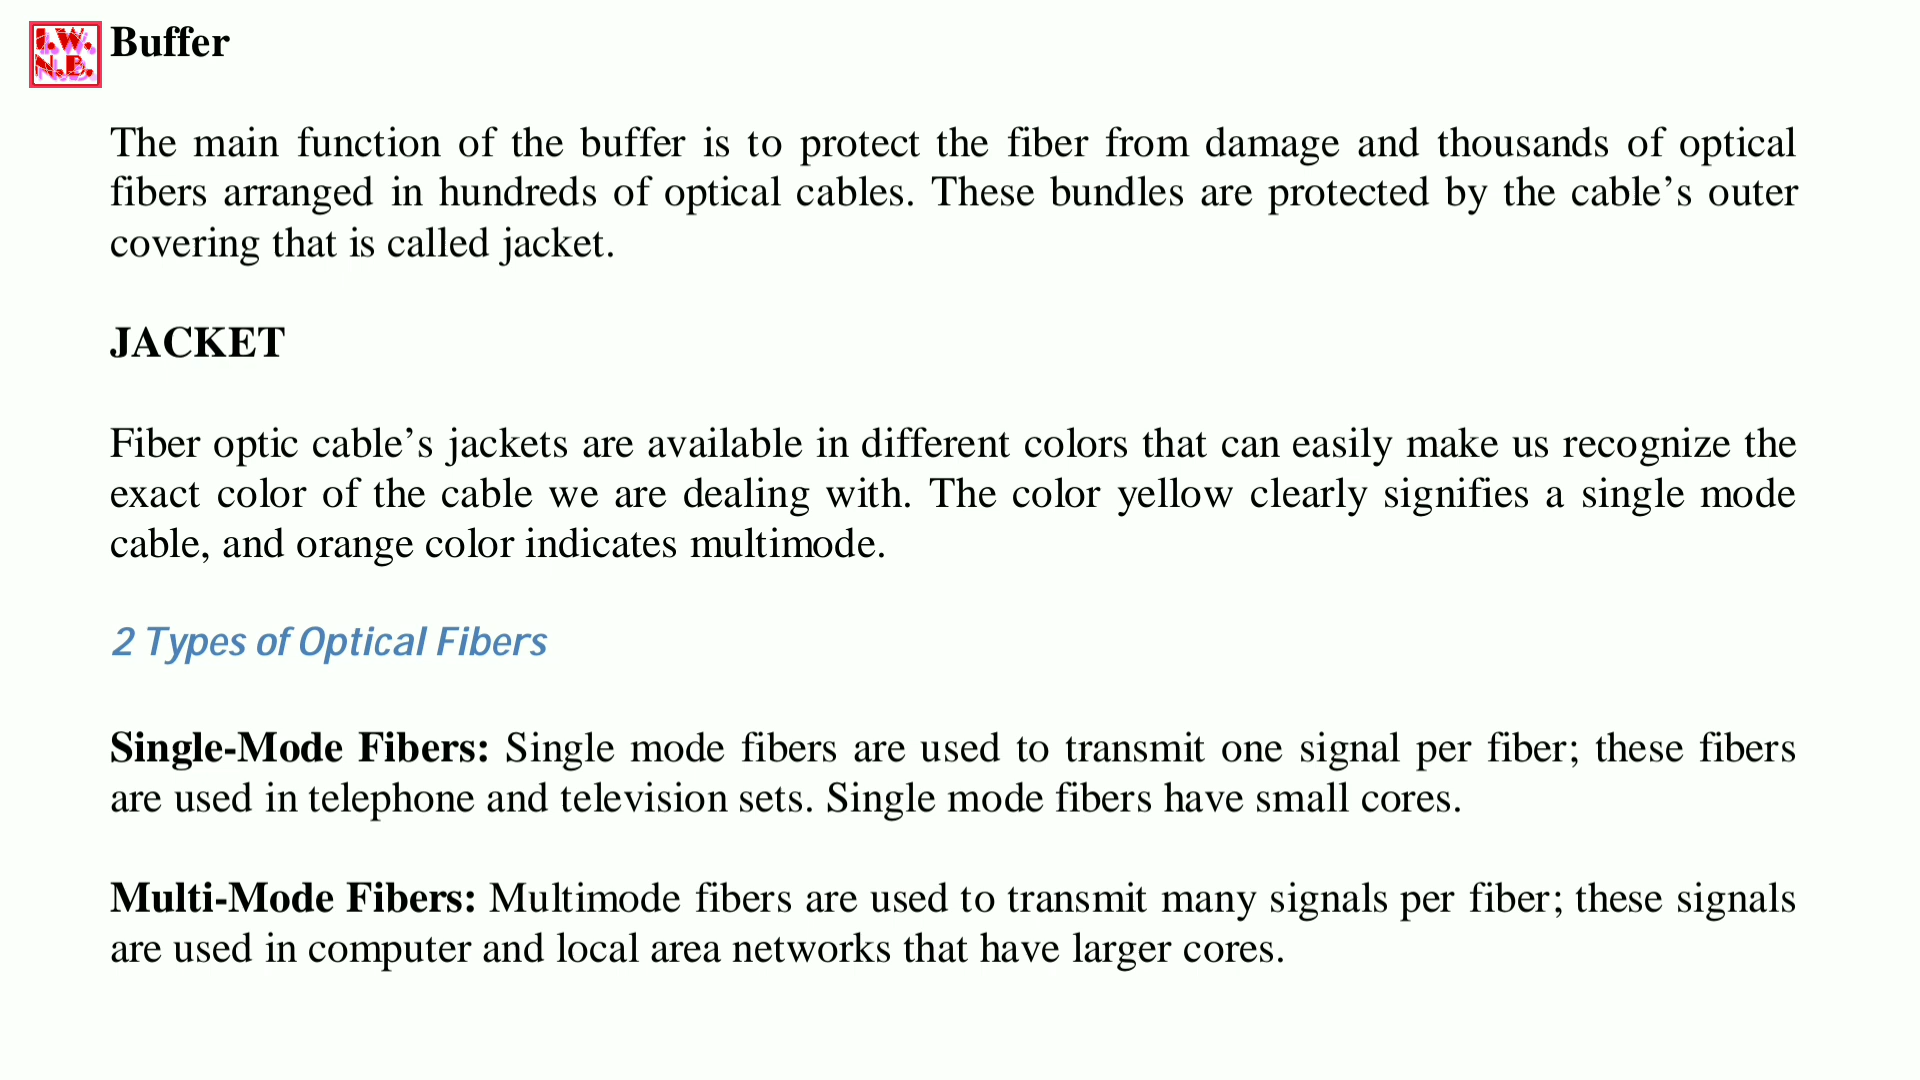 I.W.
N.B.
Buffer
The main function of the buffer is to protect the fiber from damage and thousands of optical
fibers arranged in hundreds of optical cables. These bundles are protected by the cable’s outer
covering that is called jacket.
JACKET
Fiber optic cable’s jackets are available in different colors that can easily make us recognize the
exact color of the cable we are dealing with. The color yellow clearly signifies a single mode
cable, and orange color indicates multimode.
2 Types of Optical Fibers
Single-Mode Fibers: Single mode fibers are used to transmit one signal per fiber; these fibers
are used in telephone and television sets. Single mode fibers have small cores.
Multi-Mode Fibers: Multimode fibers are used to transmit many signals per fiber; these signals
are used in computer and local area networks that have larger cores.